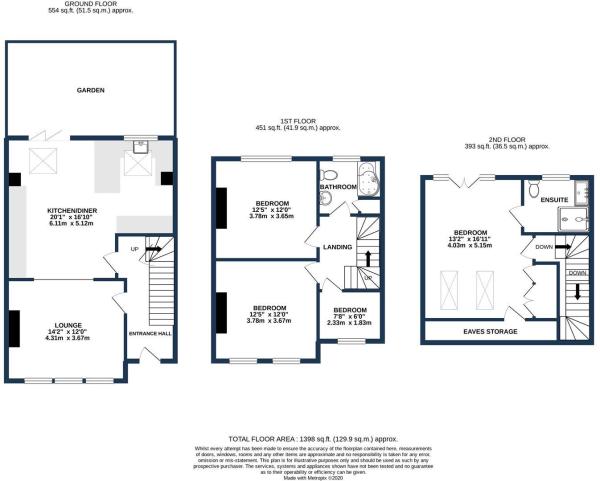 GROUND FLOOR
554 sq.ft. (51.5 sq.m.) approx.
GARDEN
KITCHEN/DINER
20'1" x 16'10"
6.11m x 5.12m
UP
LOUNGE
14'2" x 12'0"
4.31m x 3.67m
ENTRANCE HALL
1ST FLOOR
451 sq.ft. (41.9 sq.m.) approx.
BEDROOM
12'5" x 12'0"
3.78m x 3.65m
BATHROOM
LANDING
UP
BEDROOM
12'5" x 12'0"
3.78m x 3.67m
BEDROOM
7'8" x 6'0"
2.33m x 1.83m
2ND FLOOR
393 sq.ft. (36.5 sq.m.) approx.
BEDROOM
13'2" x 16'11"
4.03m x 5.15m
ENSUITE
DOWN
DOWN
EAVES STORAGE
TOTAL FLOOR AREA : 1398 sq.ft. (129.9 sq.m.) approx.
Whilst every attempt has been made to ensure the accuracy of the floorplan contained here, measurements
of doors, windows, rooms and any other items are approximate and no responsibility is taken for any error,
omission or mis-statement. This plan is for illustrative purposes only and should be used as such by any
prospective purchaser. The services, systems and appliances shown have not been tested and no guarantee
as to their operability or efficiency can be given.
Made with Metropix ©2020